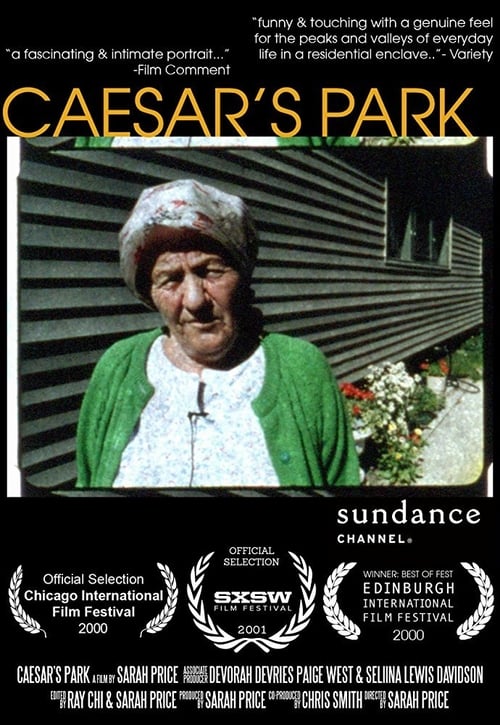 “funny & touching with a genuine feel
for the peaks and valleys of everyday
life in a residential enclave..”- Variety
“a fascinating & intimate portrait...”
-Film Comment
CAESAR’S PARK
sundance
CHANNEL®
Official Selection
Chicago International
Film Festival
2000
OFFICIAL
SELECTION
SXSW
FILM FESTIVAL
2001
WINNER: BEST OF FEST
EDINBURGH
INTERNATIONAL
FILM FESTIVAL
2000
CAESAR'S PARK A FILM BY SARAH PRICE ASSOCIATE PRODUCER DEVORAH DEVRIES PAIGE WEST & SELIINA LEWIS DAVIDSON
EDITED BY RAY CHI & SARAH PRICE PRODUCED BY SARAH PRICE CO-PRODUCED BY CHRIS SMITH DIRECTED BY SARAH PRICE